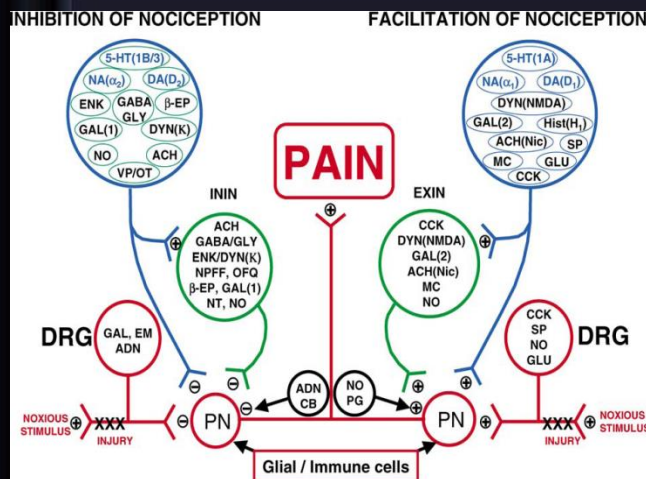 INHIBITION OF NOCICEPTION
FACILITATION OF NOCICEPTION
5-HT(1B/3)
NA(α₂) DA(D₂)
ENK GABA GLY β-EP
GAL(1) DYN(K)
NO ACH
VP/OT
5-HT(1A)
NA(α₁) DA(D₁)
DYN(NMDA)
GAL(2) Hist(H₁)
ACH(Nic) SP
MC GLU
CCK
PAIN
ININ
ACH
GABA/GLY
ENK/DYN(K)
NPFF, OFQ
β-EP, GAL(1)
NT, NO
EXIN
CCK
DYN(NMDA)
GAL(2)
ACH(Nic)
MC
NO
DRG
GAL, EM
ADN
CCK
SP
NO
GLU
DRG
NOXIOUS
STIMULUS
+
XXX
INJURY
PN
ADN
CB
NO
PG
PN
XXX
INJURY
+
NOXIOUS
STIMULUS
Glial / Immune cells